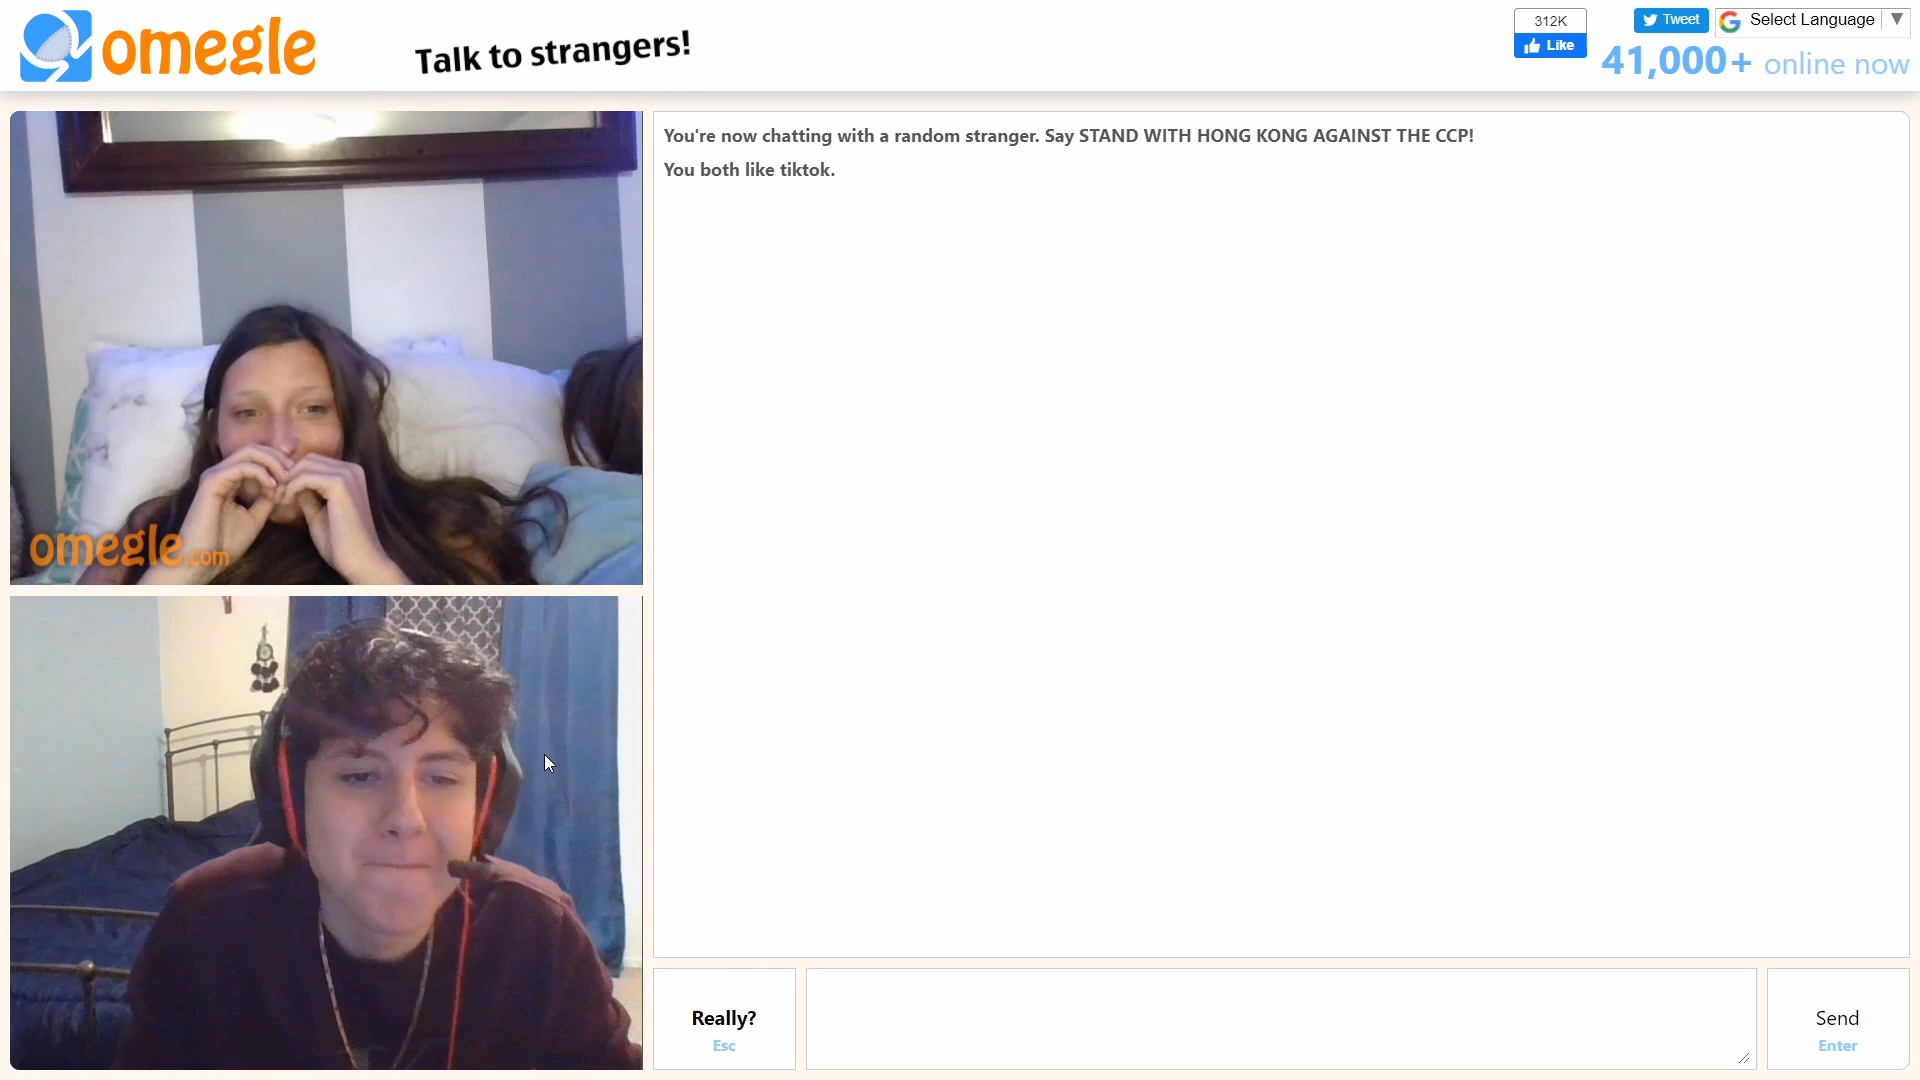 omegle
Talk to strangers!
312K
Like
Tweet
G Select Language
41,000+ online now
You're now chatting with a random stranger. Say STAND WITH HONG KONG AGAINST THE CCP!
You both like tiktok.
omegle.com
Really?
Esc
Send
Enter